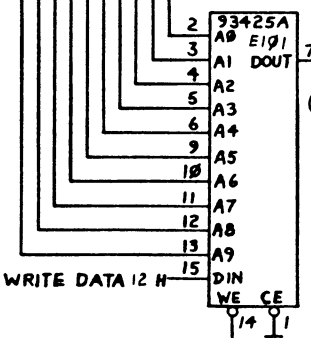 93425A
2 AØ E1Ø1
3 A1 DOUT 7
4 A2
5 A3
6 A4
9 A5
1Ø A6
11 A7
12 A8
13 A9
WRITE DATA 12 H 15 DIN
WE CE
14 1